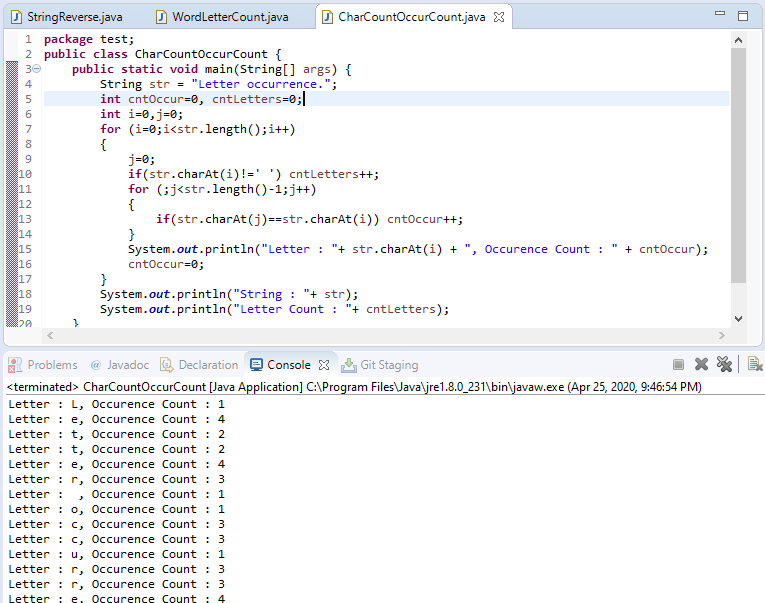 StringReverse.java WordLetterCount.java CharCountOccurCount.java
1 package test;
2 public class CharCountOccurCount {
3 public static void main(String[] args) {
4 String str = "Letter occurrence.";
5 int cntOccur=0, cntLetters=0;
6 int i=0,j=0;
7 for (i=0;i<str.length();i++)
8 {
9 j=0;
10 if(str.charAt(i)!=' ') cntLetters++;
11 for (;j<str.length()-1;j++)
12 {
13 if(str.charAt(j)==str.charAt(i)) cntOccur++;
14 }
15 System.out.println("Letter : "+ str.charAt(i) + ", Occurence Count : " + cntOccur);
16 cntOccur=0;
17 }
18 System.out.println("String : "+ str);
19 System.out.println("Letter Count : "+ cntLetters);
20 }
Problems @ Javadoc Declaration Console Git Staging
<terminated> CharCountOccurCount [Java Application] C:\Program Files\Java\jre1.8.0_231\bin\javaw.exe (Apr 25, 2020, 9:46:54 PM)
Letter : L, Occurence Count : 1
Letter : e, Occurence Count : 4
Letter : t, Occurence Count : 2
Letter : t, Occurence Count : 2
Letter : e, Occurence Count : 4
Letter : r, Occurence Count : 3
Letter :  , Occurence Count : 1
Letter : o, Occurence Count : 1
Letter : c, Occurence Count : 3
Letter : c, Occurence Count : 3
Letter : u, Occurence Count : 1
Letter : r, Occurence Count : 3
Letter : r, Occurence Count : 3
Letter : e, Occurence Count : 4